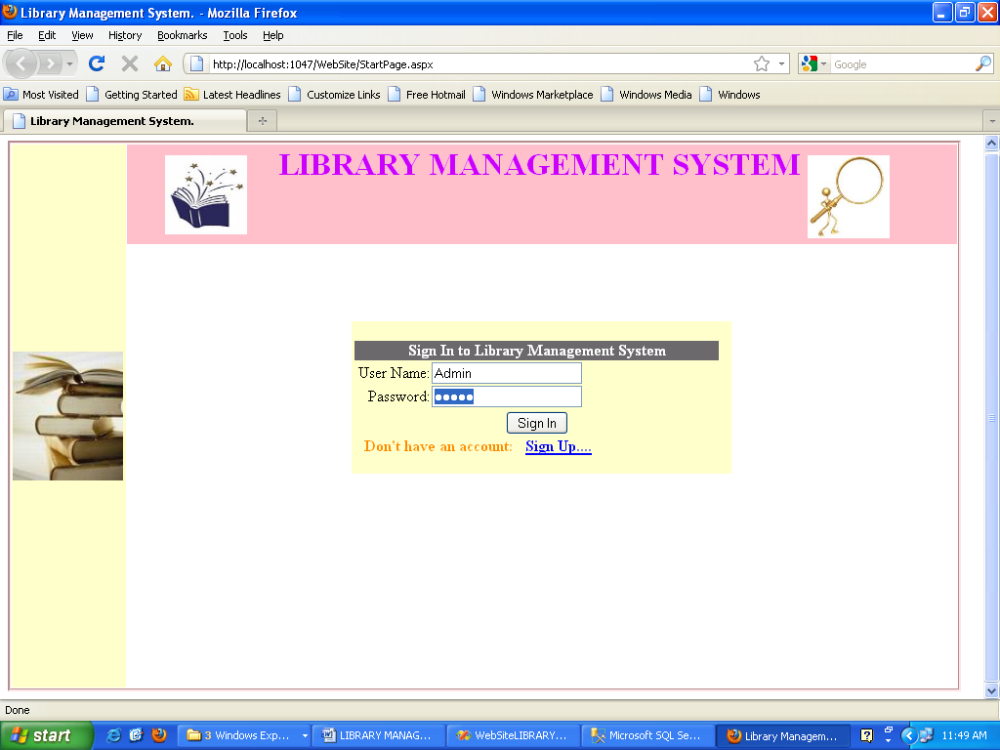 Library Management System. - Mozilla Firefox
File Edit View History Bookmarks Tools Help
http://localhost:1047/WebSite/StartPage.aspx
Google
Most Visited Getting Started Latest Headlines Customize Links Free Hotmail Windows Marketplace Windows Media Windows
Library Management System.
LIBRARY MANAGEMENT SYSTEM
Sign In to Library Management System
User Name: Admin
Password: •••••
Sign In
Don't have an account: Sign Up....
Done
start 3 Windows Exp... LIBRARY MANAG... WebSiteLIBRARY... Microsoft SQL Se... Library Managem... 11:49 AM